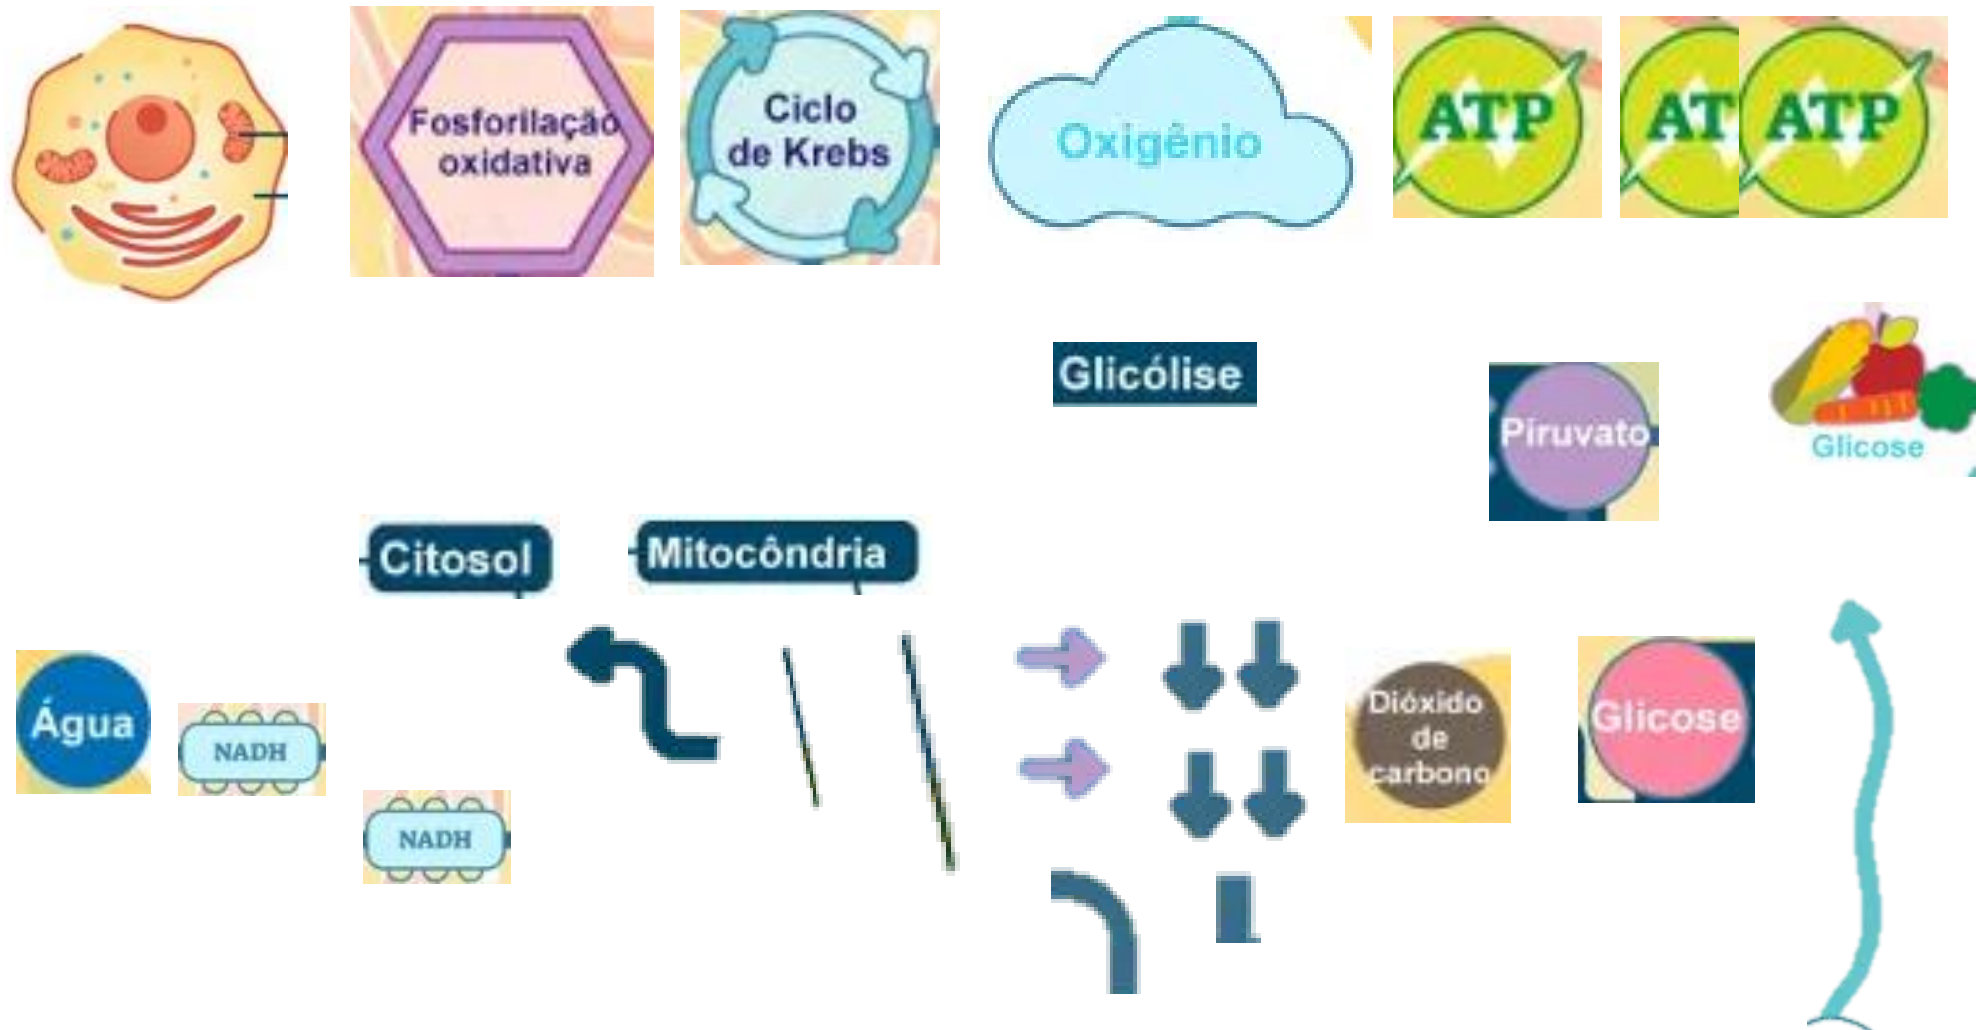 Fosforilação
oxidativa
Ciclo
de Krebs
Oxigênio
ATP
AT
ATP
Glicólise
Piruvato
Glicose
Citosol
Mitocôndria
Água
NADH
NADH
Dióxido
de
carbono
Glicose